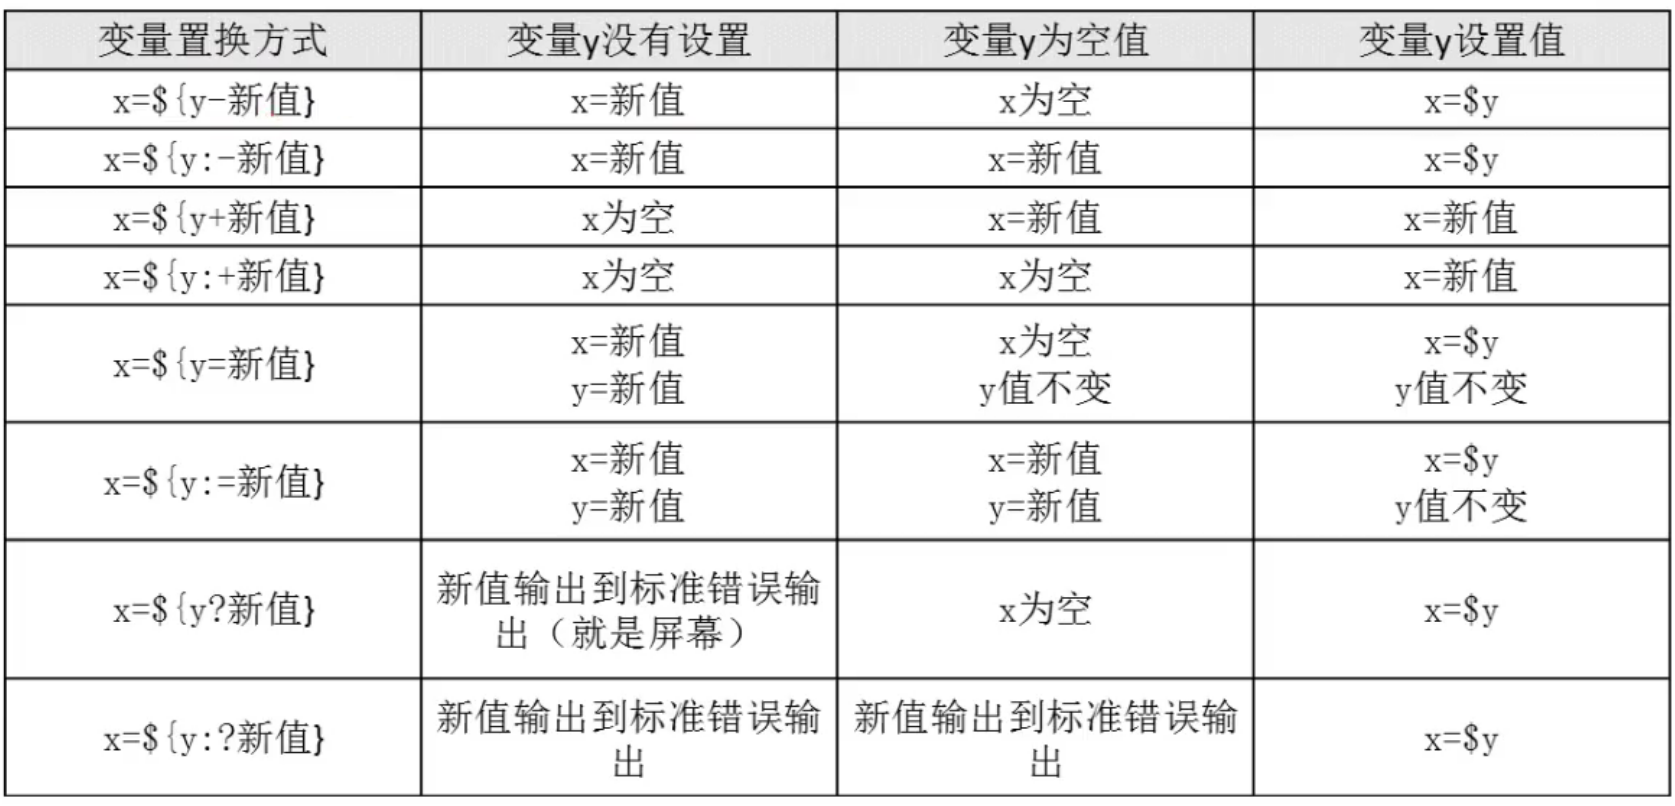 变量置换方式 变量y没有设置 变量y为空值 变量y设置值
x=${y-新值} x=新值 x为空 x=$y
x=${y:-新值} x=新值 x=新值 x=$y
x=${y+新值} x为空 x=新值 x=新值
x=${y:+新值} x为空 x为空 x=新值
x=${y=新值} x=新值 x为空 x=$y
y=新值 y值不变 y值不变
x=${y:=新值} x=新值 x=新值 x=$y
y=新值 y=新值 y值不变
x=${y?新值} 新值输出到标准错误输 x为空 x=$y
出（就是屏幕）
x=${y:?新值} 新值输出到标准错误输 新值输出到标准错误输 x=$y
出 出